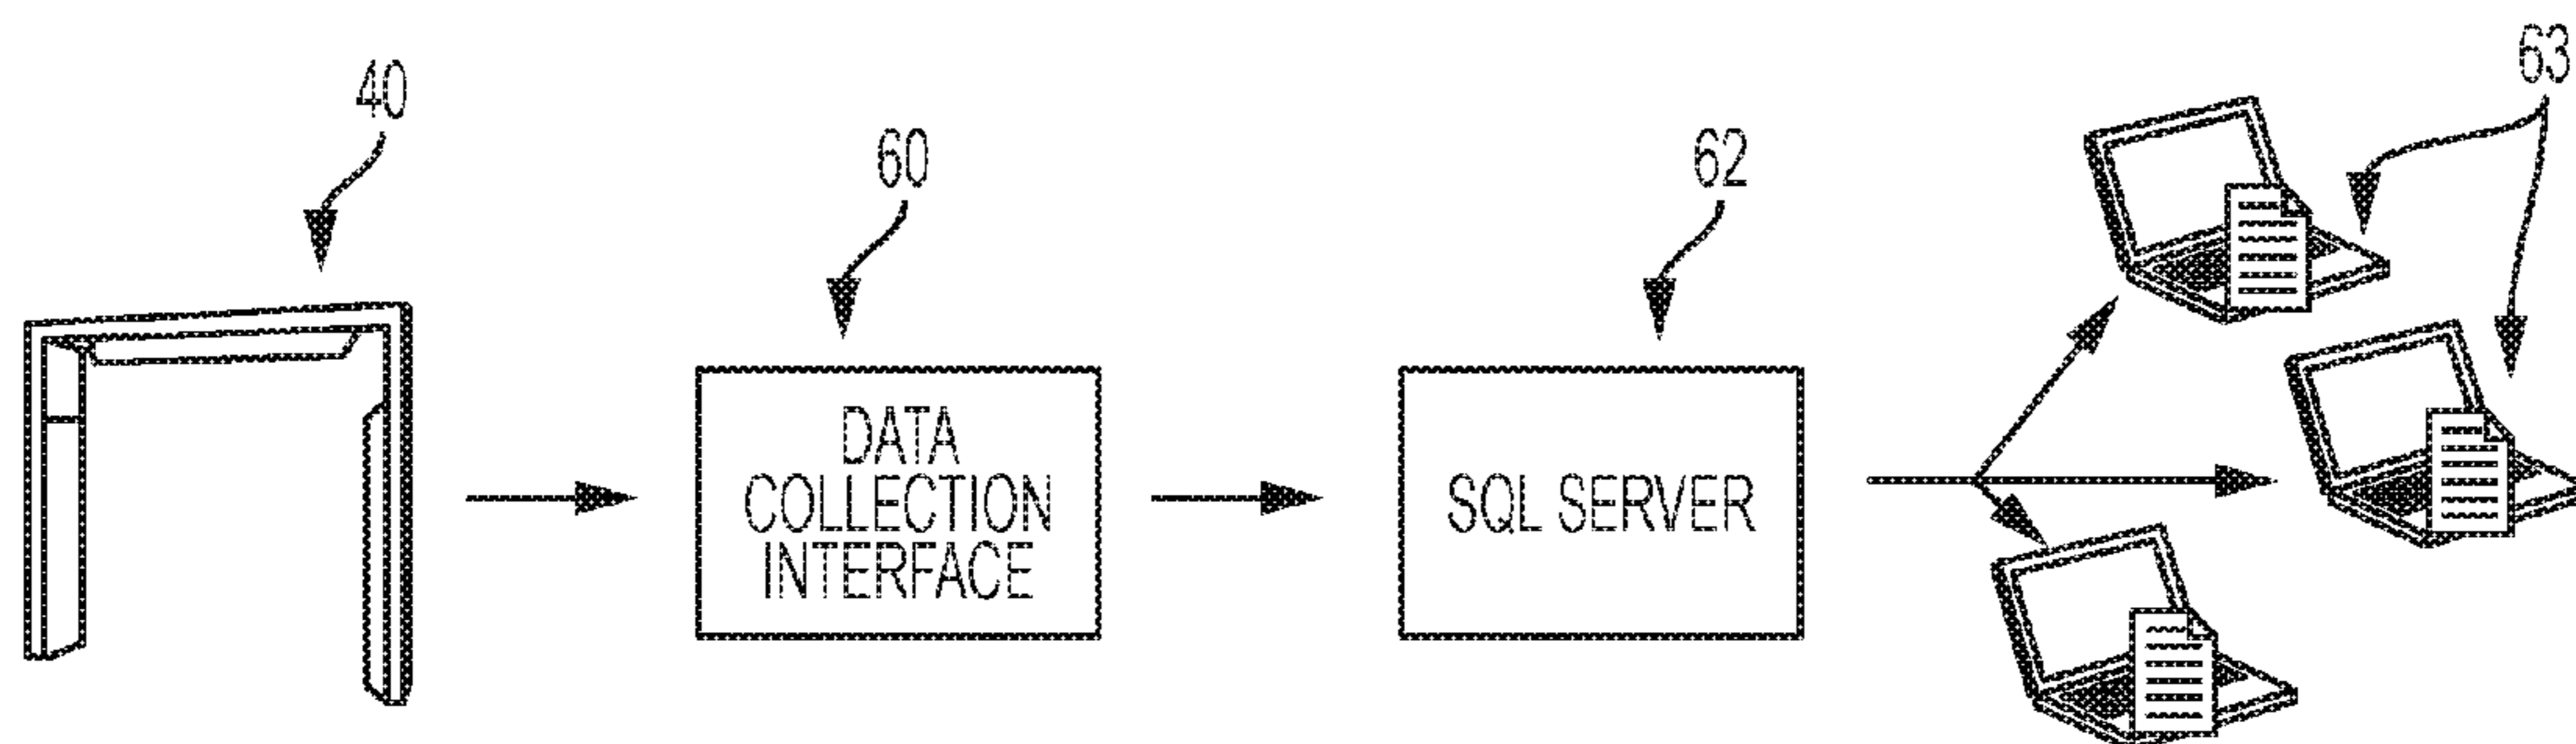 40
60
62
63
DATA
COLLECTION
INTERFACE
SQL SERVER